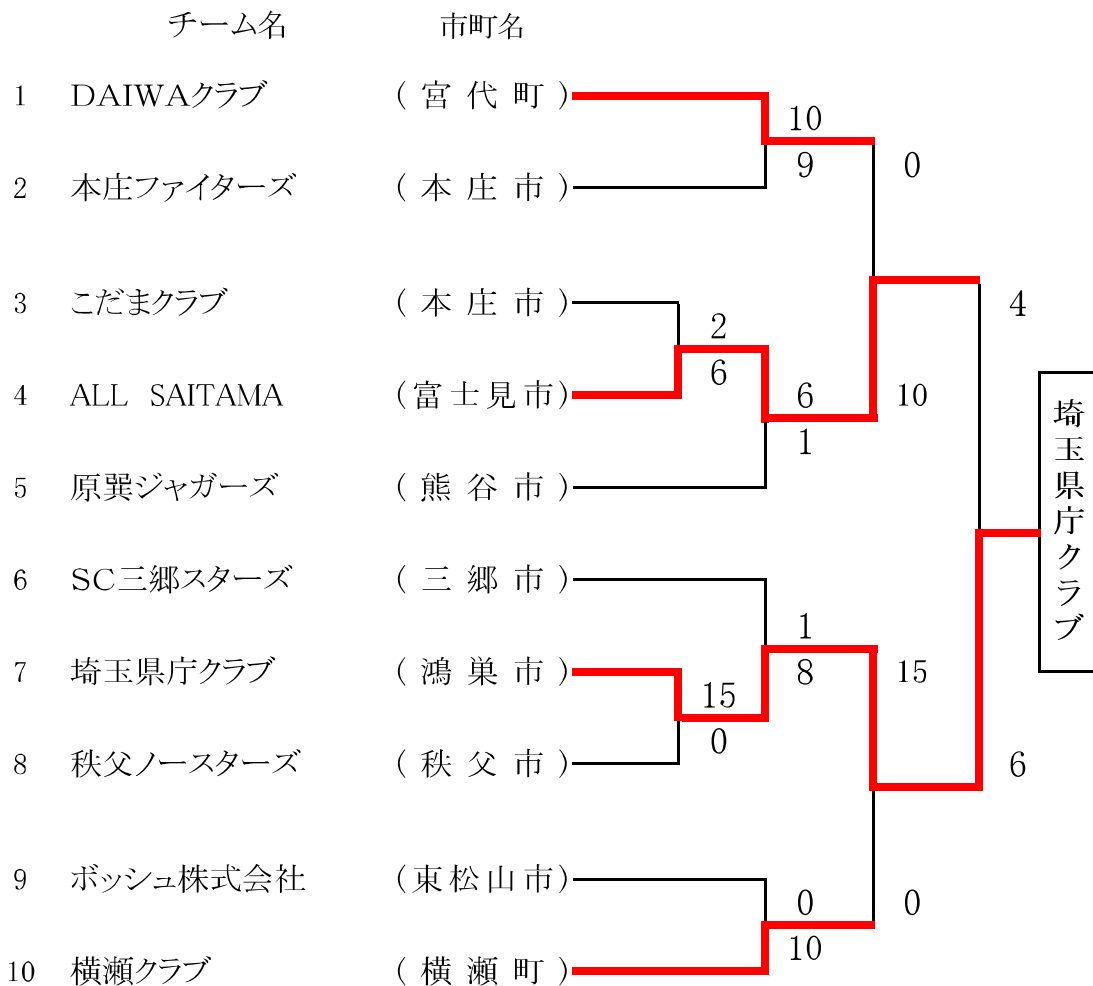 チーム名 市町名
1 DAIWAクラブ (宮代町)
10
9
0
2 本庄ファイターズ (本庄市)
3 こだまクラブ (本庄市)
4
2
6
4 ALL SAITAMA (富士見市)
6
1
10
5 原巽ジャガーズ (熊谷市)
埼玉県庁クラブ
6 SC三郷スターズ (三郷市)
1
8
15
7 埼玉県庁クラブ (鴻巣市)
15
0
8 秩父ノースターズ (秩父市)
6
9 ボッシュ株式会社 (東松山市)
0
10
0
10 横瀬クラブ (横瀬町)